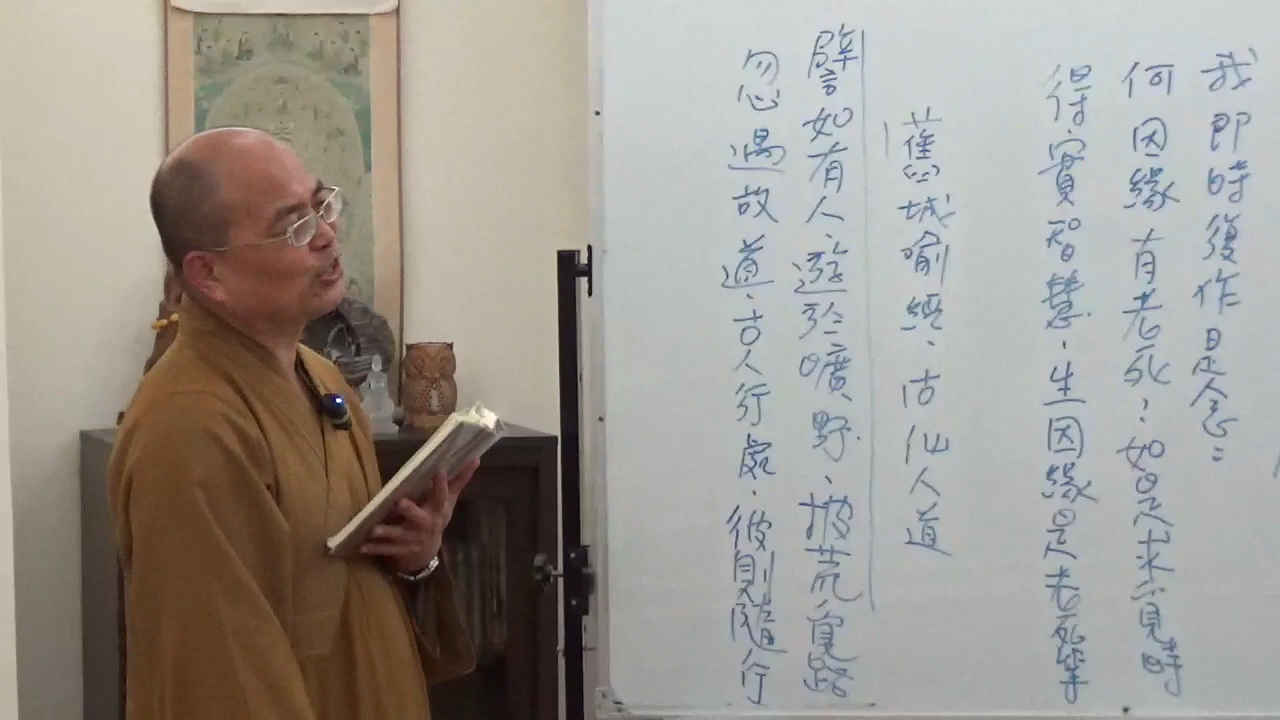 我即時復作是念：
何因緣有老死？如是求，見時
得實智慧，生因緣是老死筆
舊城喻經、古仙人道
譬如有人，遊於曠野、披荒覓路
忽遇故道、古人行處，彼則隨行